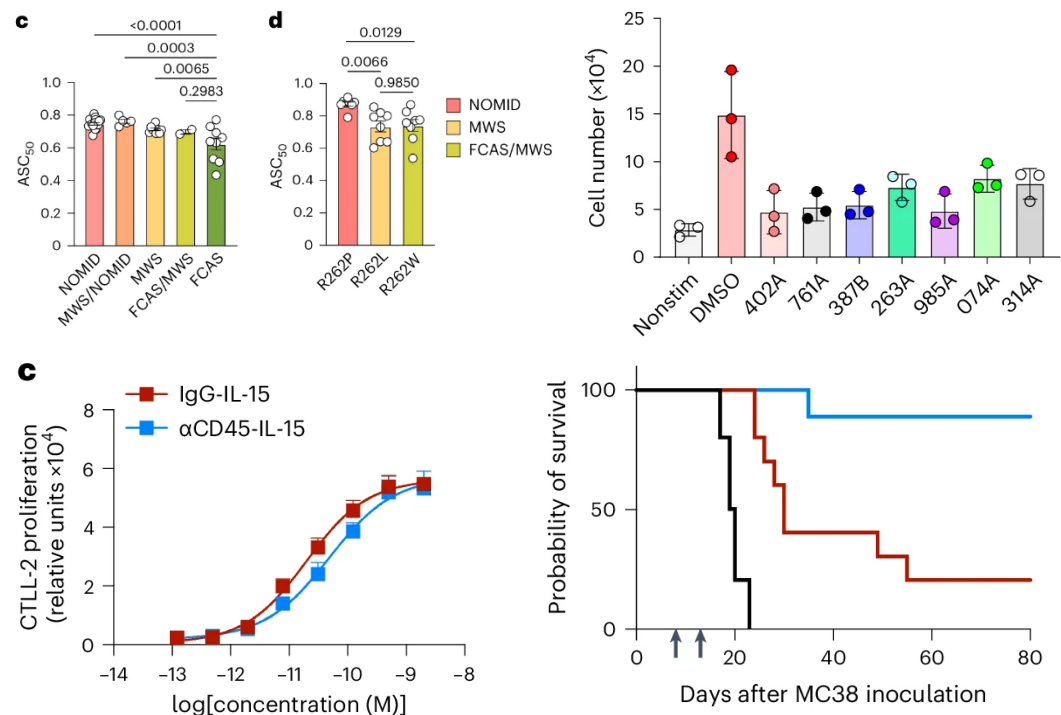 c
<0.0001
0.0003
0.0065
0.2983
1.0
0.8
0.6
0.4
0.2
0
ASC50
NOMID
MWS/NOMID
MWS
FCAS/MWS
FCAS
d
0.0129
0.0066
0.9850
1.0
0.8
0.6
0.4
0.2
0
ASC50
R262P
R262L
R262W
NOMID
MWS
FCAS/MWS
25
20
15
10
5
0
Cell number (×10⁴)
Nonstim
DMSO
402A
761A
387B
263A
985A
074A
314A
c
IgG-IL-15
αCD45-IL-15
8
6
4
2
0
CTLL-2 proliferation
(relative units ×10⁴)
−14
−13
−12
−11
−10
−9
−8
log[concentration (M)]
100
50
0
Probability of survival
0
20
40
60
80
Days after MC38 inoculation